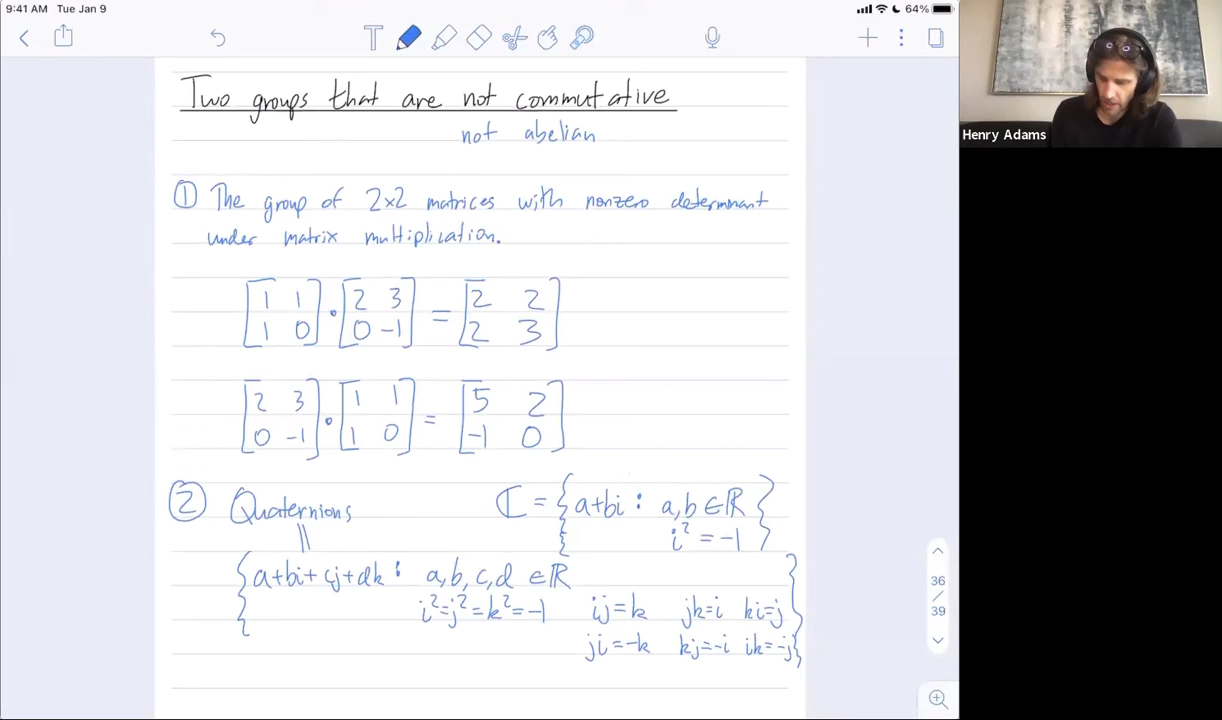 9:41 AM Tue Jan 9
64%
Two groups that are not commutative
not abelian
Henry Adams
① The group of 2×2 matrices with nonzero determinant
under matrix multiplication.
[1 1; 1 0] · [2 3; 0 -1] = [2 2; 2 3]
[2 3; 0 -1] · [1 1; 1 0] = [5 2; -1 0]
② Quaternions ℂ = {a+bi : a,b ∈ ℝ
i² = -1}
||
{a+bi+cj+dk : a,b,c,d ∈ ℝ
i²=j²=k²=-1 ij=k jk=i ki=j
ji=-k kj=-i ik=-j}
36
/
39